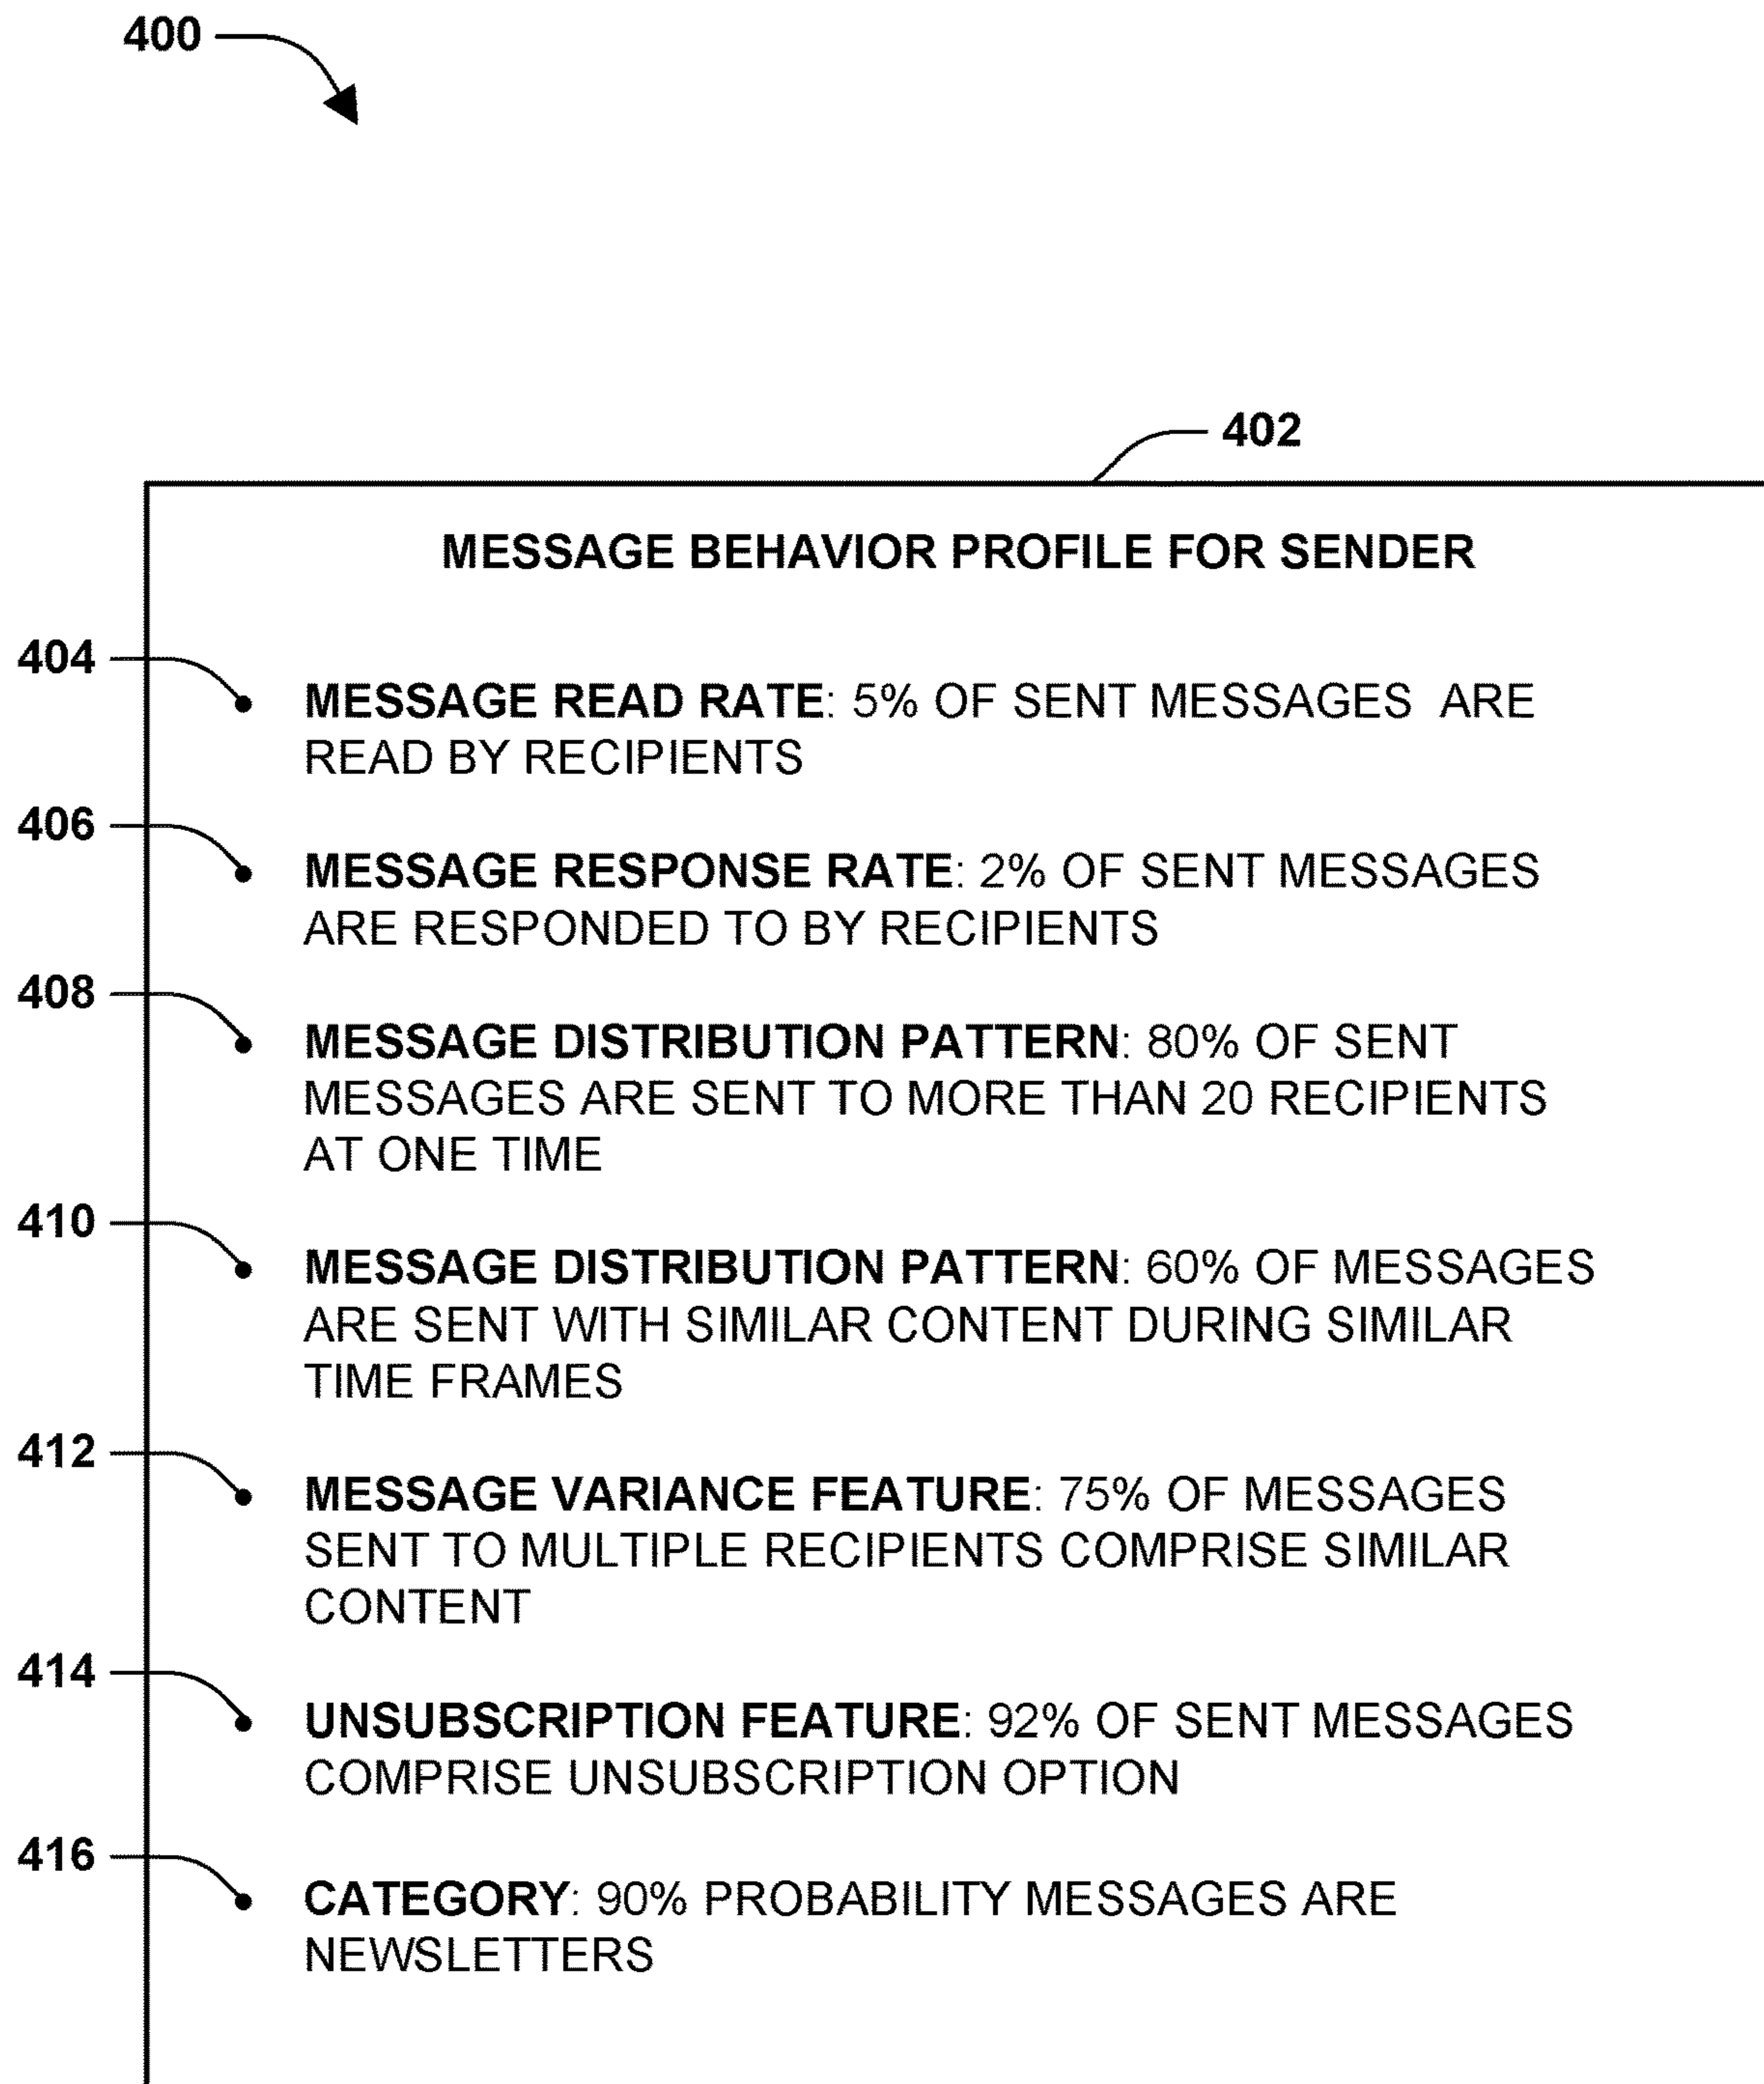 400
402
MESSAGE BEHAVIOR PROFILE FOR SENDER
404
MESSAGE READ RATE: 5% OF SENT MESSAGES ARE
READ BY RECIPIENTS
406
MESSAGE RESPONSE RATE: 2% OF SENT MESSAGES
ARE RESPONDED TO BY RECIPIENTS
408
MESSAGE DISTRIBUTION PATTERN: 80% OF SENT
MESSAGES ARE SENT TO MORE THAN 20 RECIPIENTS
AT ONE TIME
410
MESSAGE DISTRIBUTION PATTERN: 60% OF MESSAGES
ARE SENT WITH SIMILAR CONTENT DURING SIMILAR
TIME FRAMES
412
MESSAGE VARIANCE FEATURE: 75% OF MESSAGES
SENT TO MULTIPLE RECIPIENTS COMPRISE SIMILAR
CONTENT
414
UNSUBSCRIPTION FEATURE: 92% OF SENT MESSAGES
COMPRISE UNSUBSCRIPTION OPTION
416
CATEGORY: 90% PROBABILITY MESSAGES ARE
NEWSLETTERS